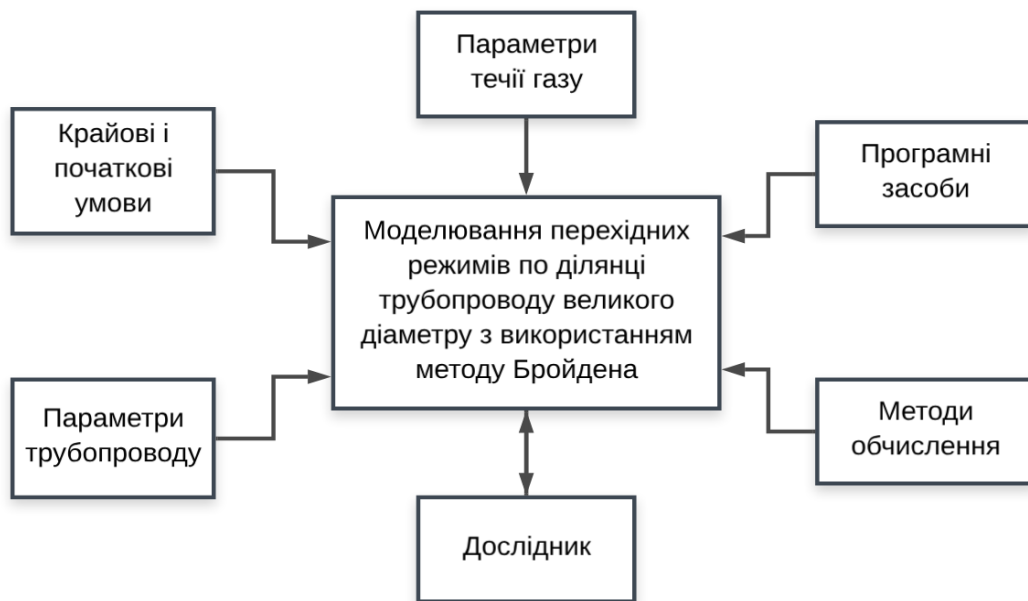 Параметри
течії газу
Крайові і
початкові
умови
Програмні
засоби
Моделювання перехідних
режимів по ділянці
трубопроводу великого
діаметру з використанням
методу Бройдена
Параметри
трубопроводу
Методи
обчислення
Дослідник